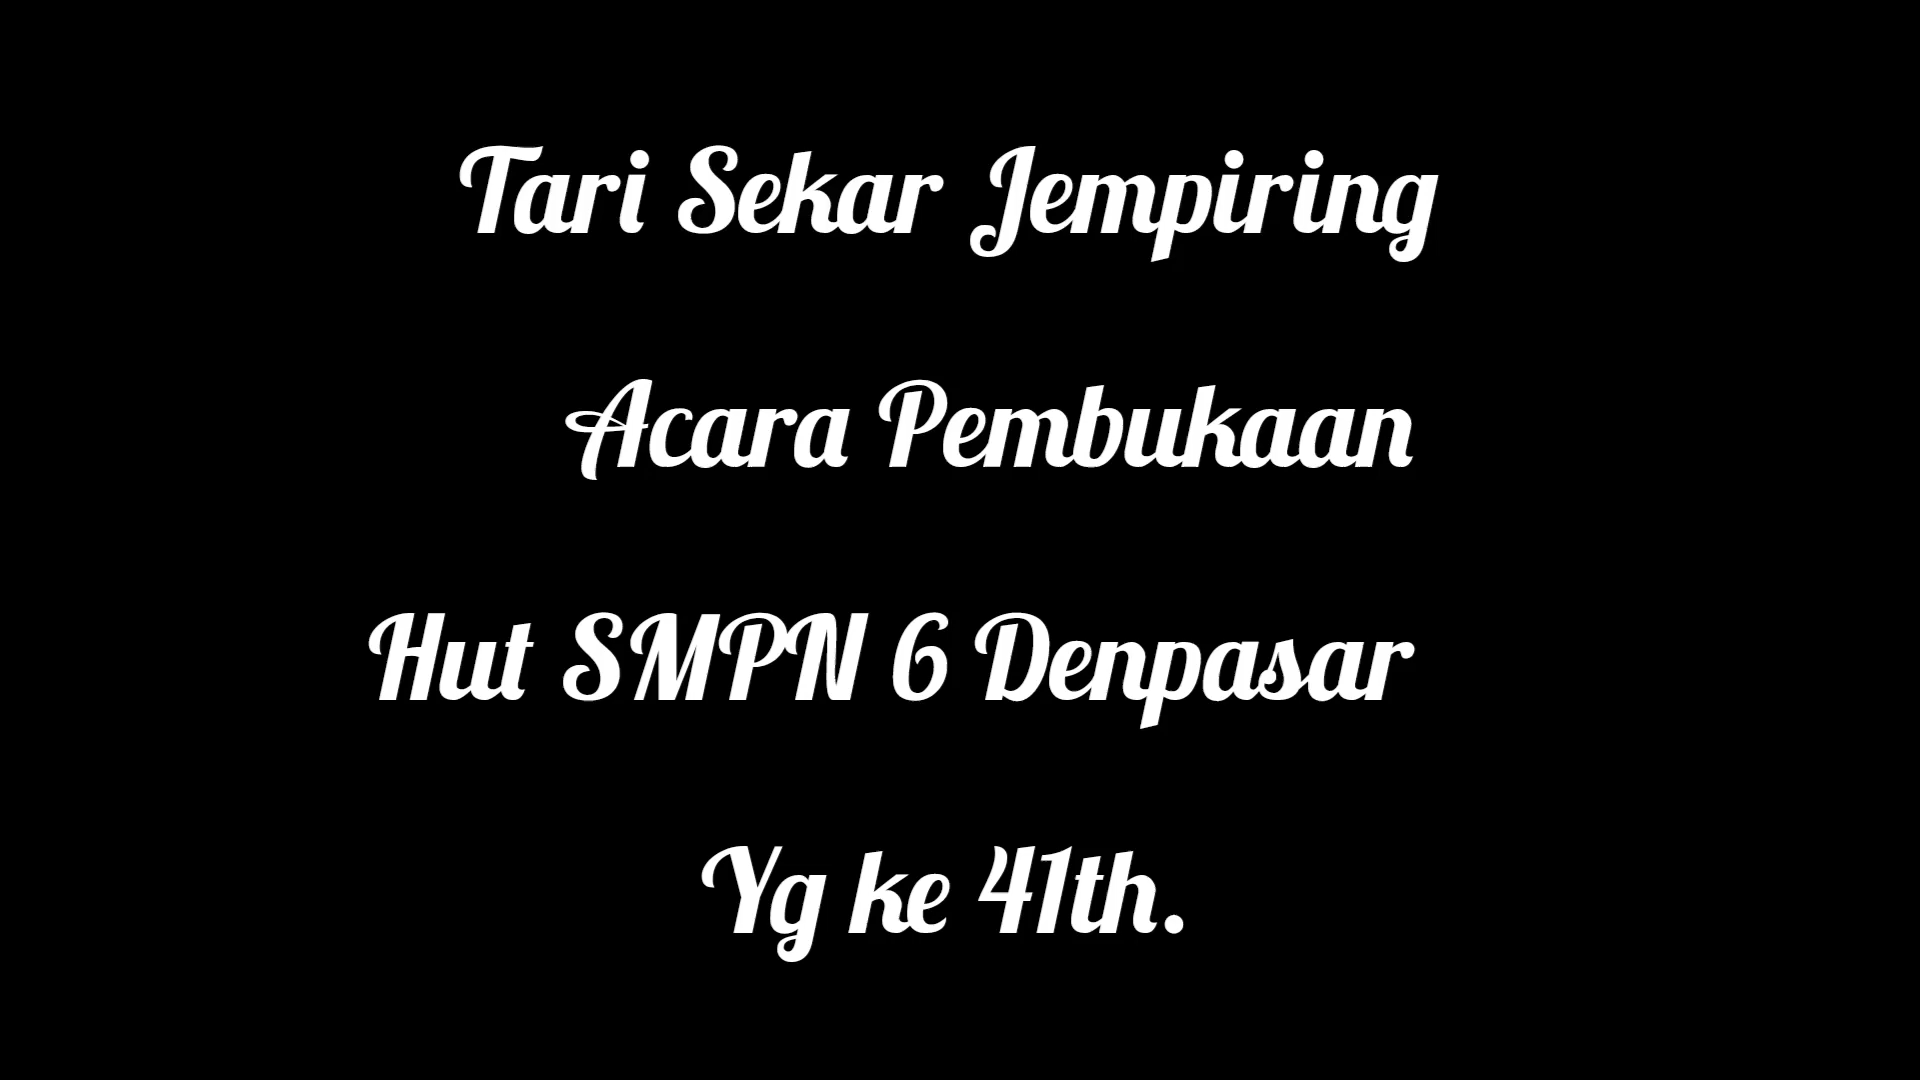 Tari Sekar Jempiring
Acara Pembukaan
Hut SMPN 6 Denpasar
Yg ke 41th.